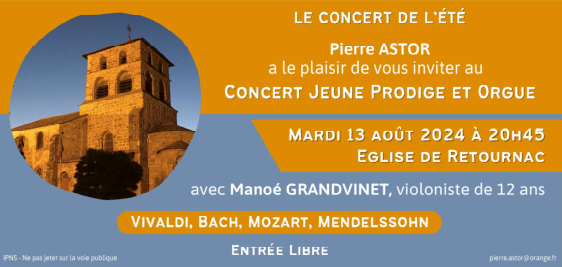 LE CONCERT DE L'ÉTÉ
Pierre ASTOR
a le plaisir de vous inviter au
CONCERT JEUNE PRODIGE ET ORGUE
MARDI 13 AOÛT 2024 À 20H45
EGLISE DE RETOURNAC
avec Manoé GRANDVINET, violoniste de 12 ans
VIVALDI, BACH, MOZART, MENDELSSOHN
ENTRÉE LIBRE
IPNS - Ne pas jeter sur la voie publique
pierre.astor@orange.fr